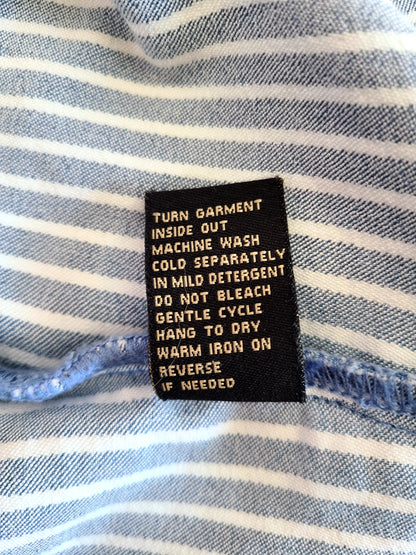 TURN GARMENT
INSIDE OUT
MACHINE WASH
COLD SEPARATELY
IN MILD DETERGENT
DO NOT BLEACH
GENTLE CYCLE
HANG TO DRY
WARM IRON ON
REVERSE
IF NEEDED